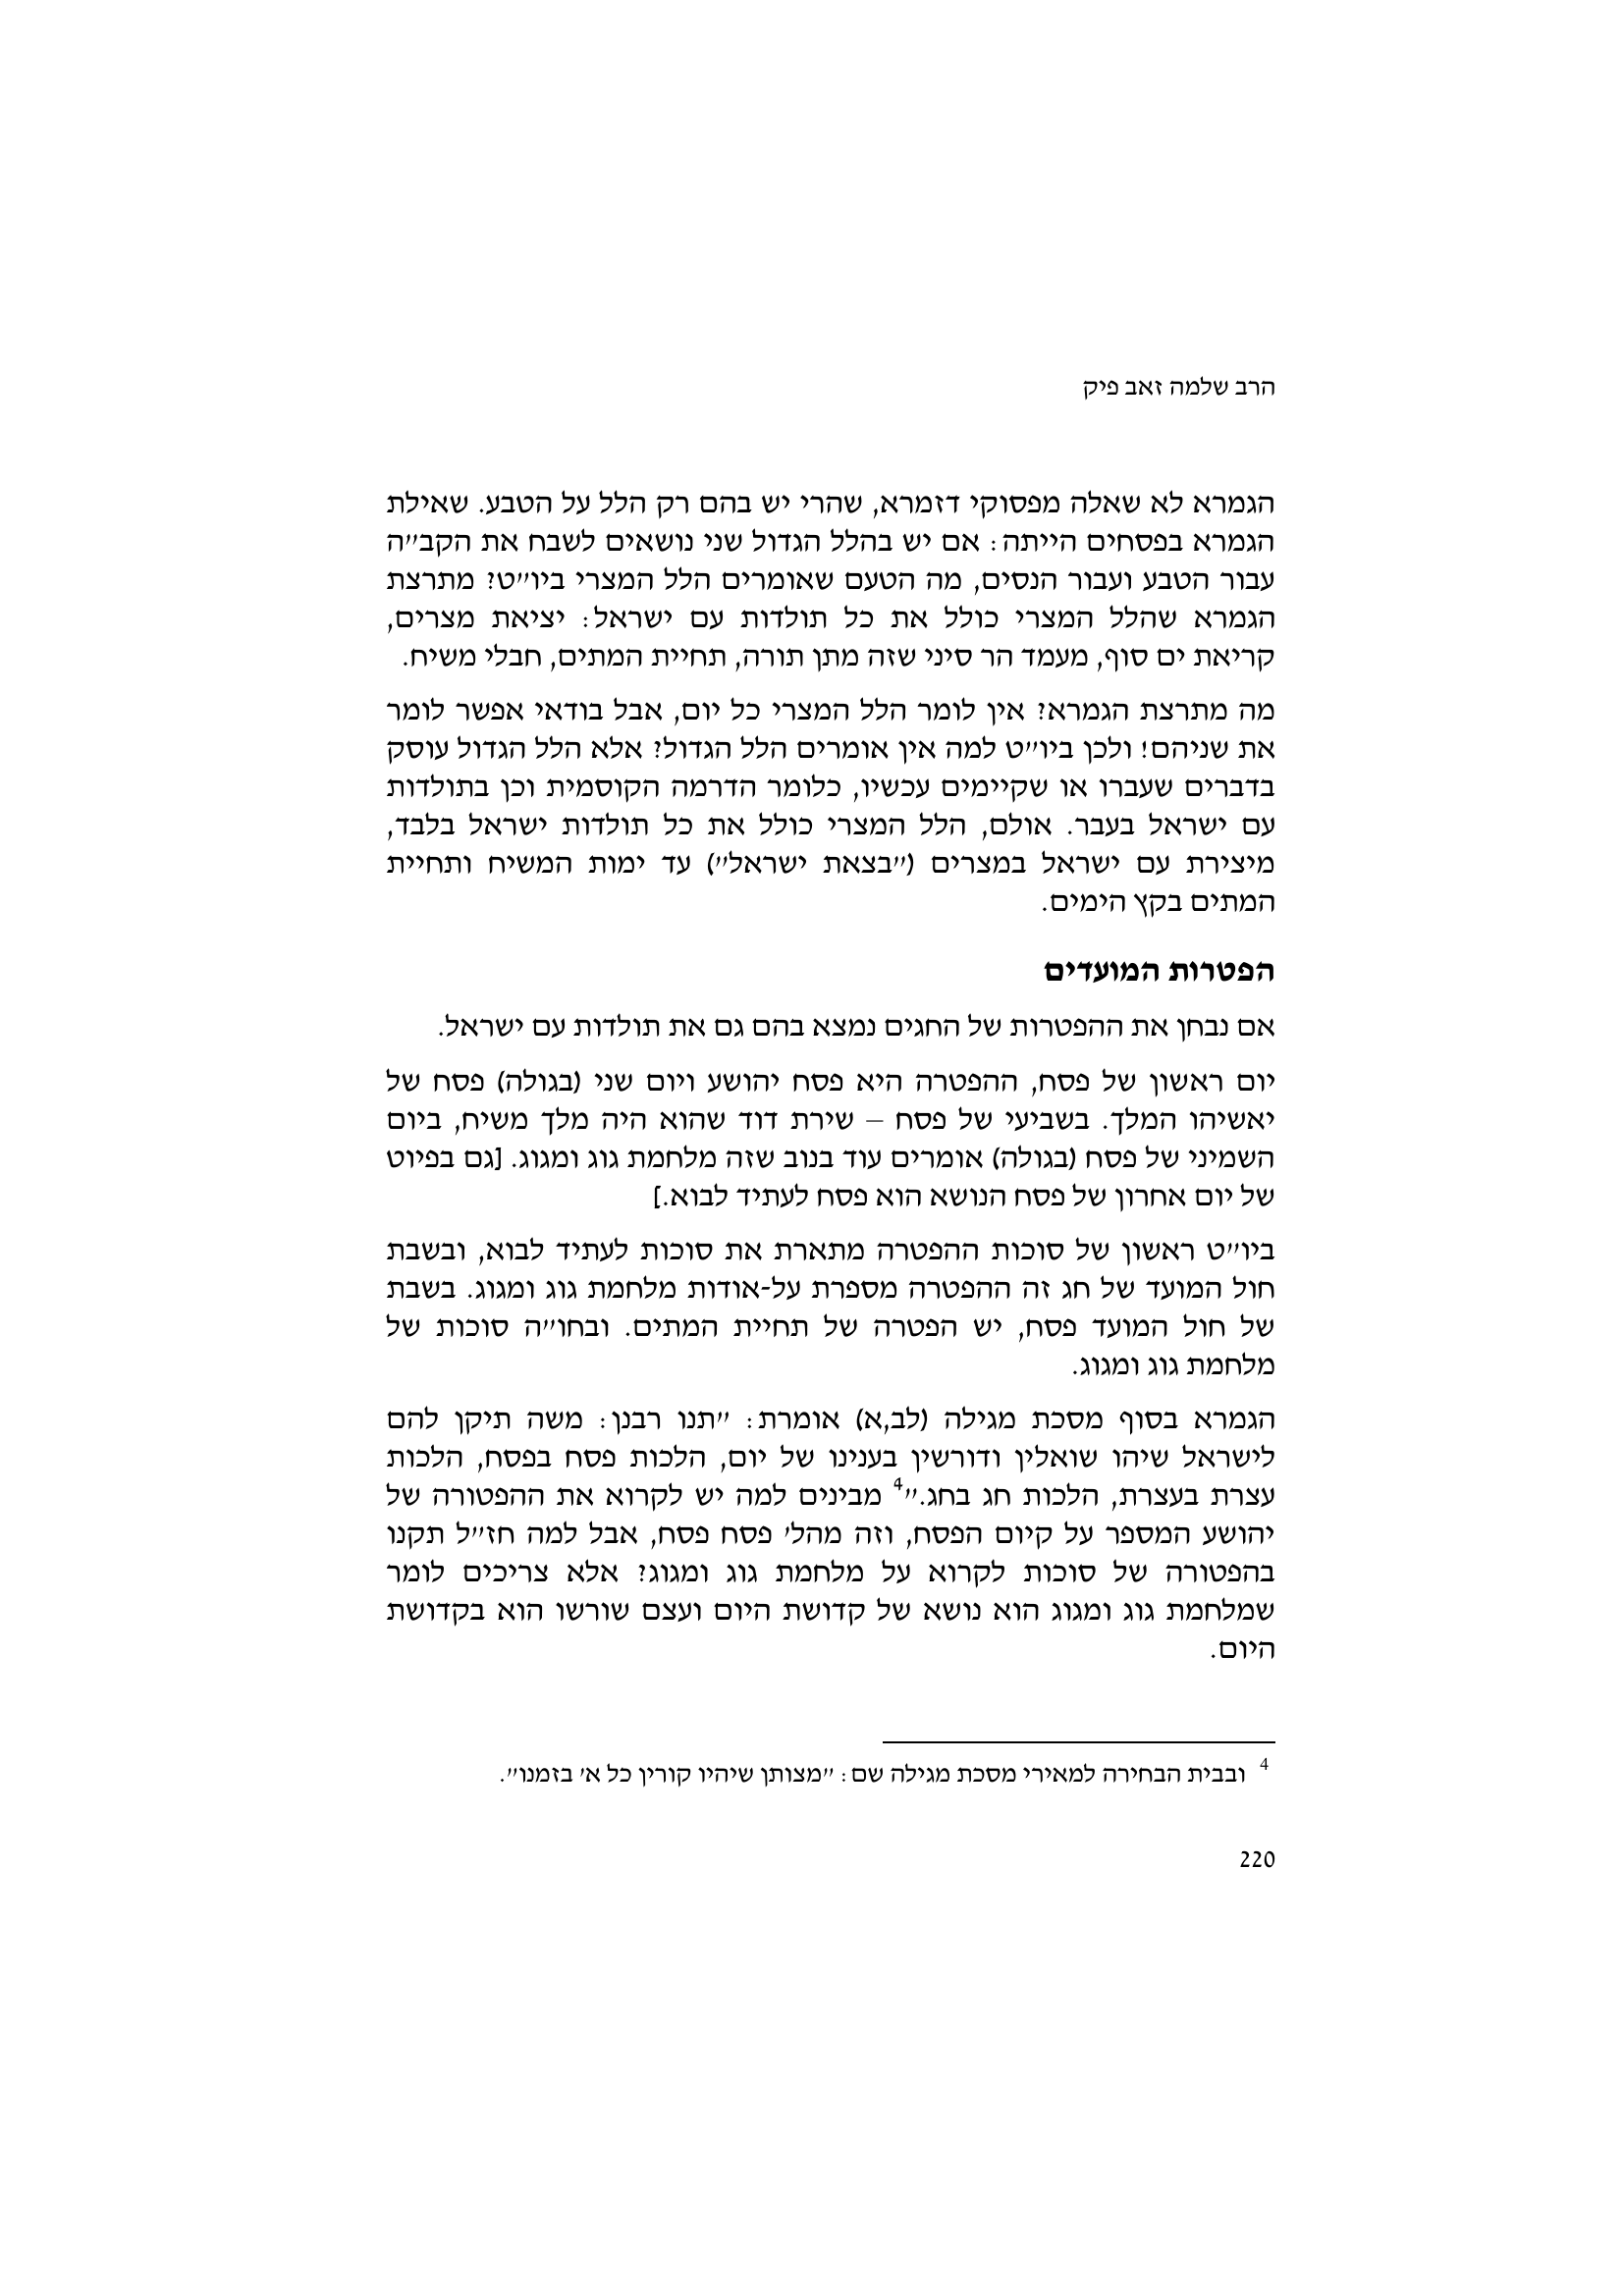 הרב שלמה זאב פיק
הגמרא לא שאלה מפסוקי דזמרא, שהרי יש בהם רק הלל על הטבע. שאילת
הגמרא בפסחים הייתה: אם יש בהלל הגדול שני נושאים לשבח את הקב״ה
עבור הטבע ועבור הנסים, מה הטעם שאומרים הלל המצרי ביו״ט? מתרצת
הגמרא שהלל המצרי כולל את כל תולדות עם ישראל: יציאת מצרים,
קריאת ים סוף, מעמד הר סיני שזה מתן תורה, תחיית המתים, חבלי משיח.
מה מתרצת הגמרא? אין לומר הלל המצרי כל יום, אבל בודאי אפשר לומר
את שניהם! ולכן ביו״ט למה אין אומרים הלל הגדול? אלא הלל הגדול עוסק
בדברים שעברו או שקיימים עכשיו, כלומר הדרמה הקוסמית וכן בתולדות
עם ישראל בעבר. אולם, הלל המצרי כולל את כל תולדות ישראל בלבד,
מיצירת עם ישראל במצרים (״בצאת ישראל״) עד ימות המשיח ותחיית
המתים בקץ הימים.
הפטרות המועדים
אם נבחן את ההפטרות של החגים נמצא בהם גם את תולדות עם ישראל.
יום ראשון של פסח, ההפטרה היא פסח יהושע ויום שני (בגולה) פסח של
יאשיהו המלך. בשביעי של פסח – שירת דוד שהוא היה מלך משיח, ביום
השמיני של פסח (בגולה) אומרים עוד בנוב שזה מלחמת גוג ומגוג. [גם בפיוט
של יום אחרון של פסח הנושא הוא פסח לעתיד לבוא.]
ביו״ט ראשון של סוכות ההפטרה מתארת את סוכות לעתיד לבוא, ובשבת
חול המועד של חג זה ההפטרה מספרת על-אודות מלחמת גוג ומגוג. בשבת
של חול המועד פסח, יש הפטרה של תחיית המתים. ובחו״ה סוכות של
מלחמת גוג ומגוג.
הגמרא בסוף מסכת מגילה (לב,א) אומרת: ״תנו רבנן: משה תיקן להם
לישראל שיהו שואלין ודורשין בענינו של יום, הלכות פסח בפסח, הלכות
עצרת בעצרת, הלכות חג בחג.״4 מבינים למה יש לקרוא את ההפטורה של
יהושע המספר על קיום הפסח, וזה מהל׳ פסח פסח, אבל למה חז״ל תקנו
בהפטורה של סוכות לקרוא על מלחמת גוג ומגוג? אלא צריכים לומר
שמלחמת גוג ומגוג הוא נושא של קדושת היום ועצם שורשו הוא בקדושת
היום.
4 ובבית הבחירה למאירי מסכת מגילה שם: ״מצותן שיהיו קורין כל א׳ בזמנו״.
220